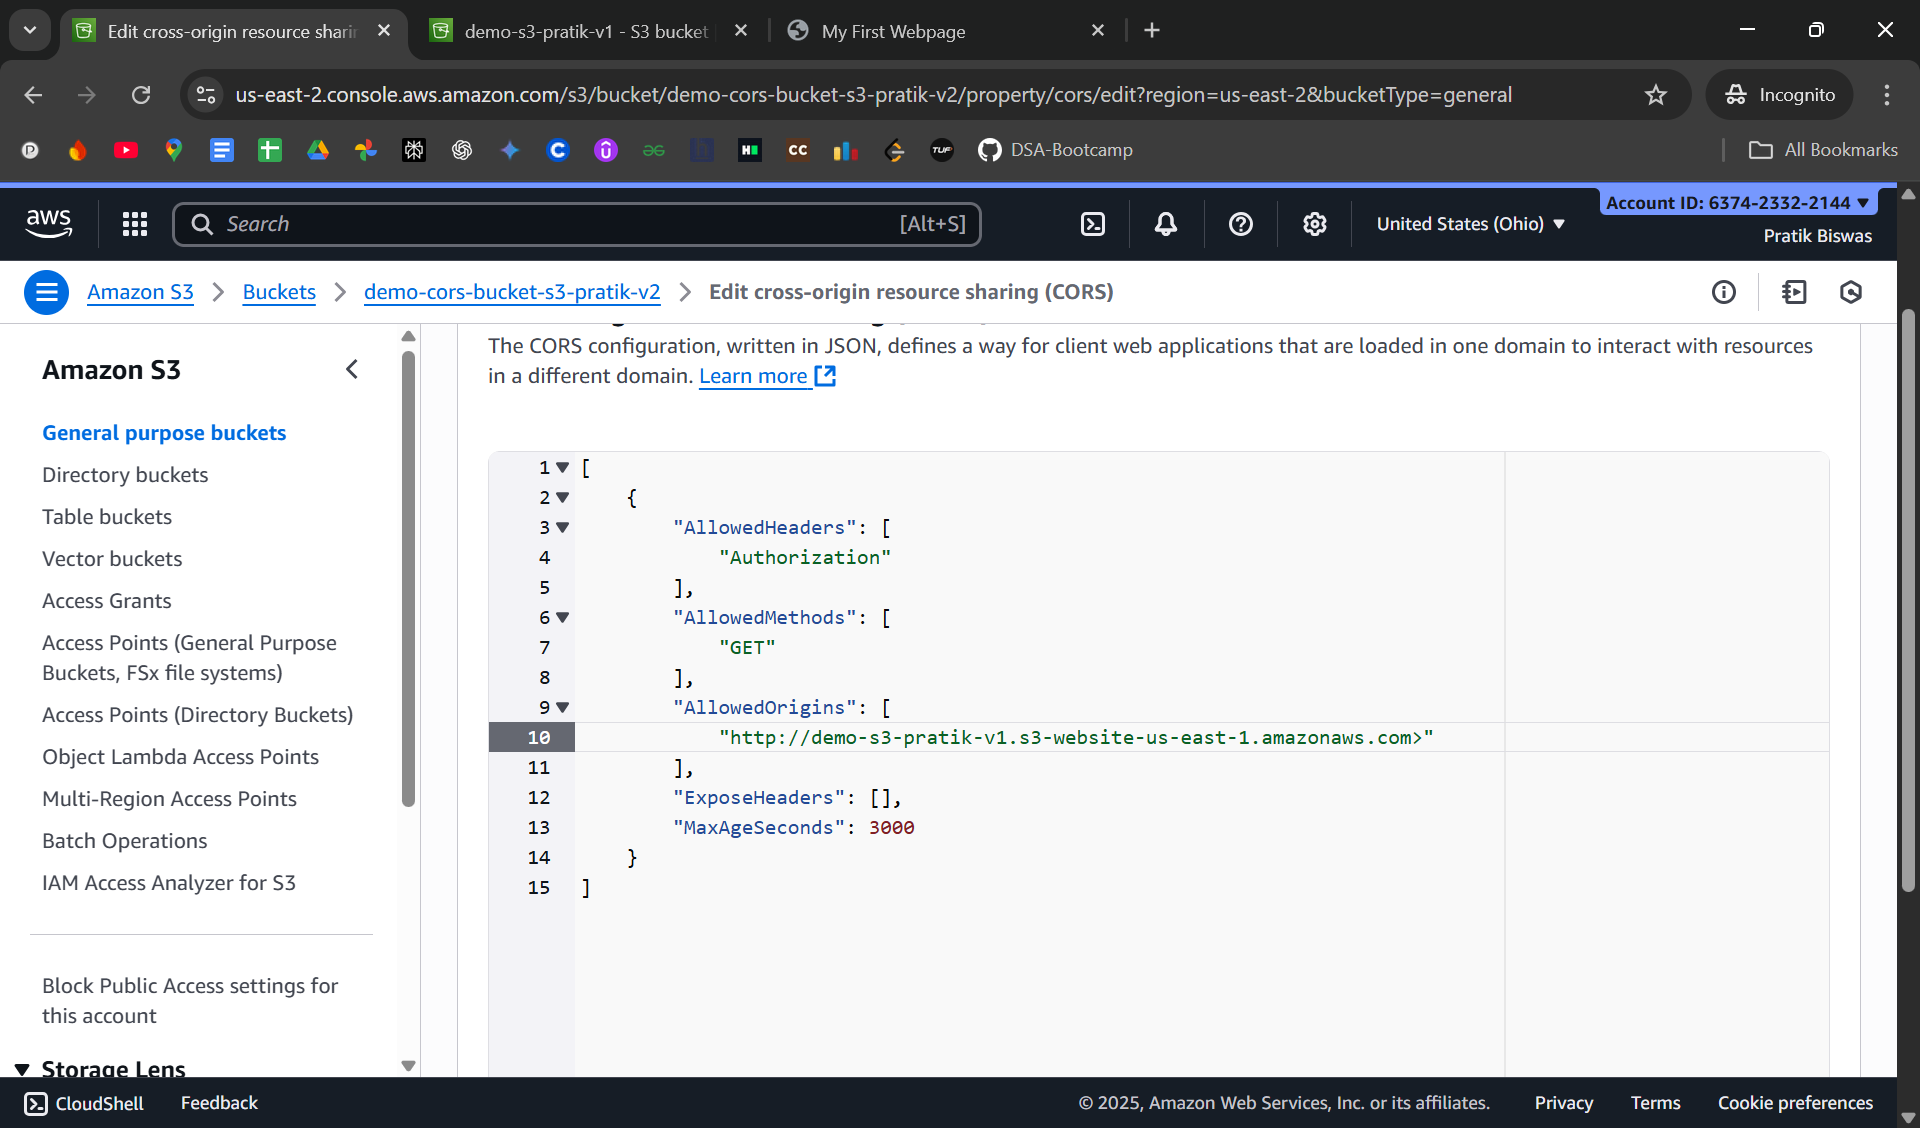 Edit cross-origin resource sharin
demo-s3-pratik-v1 - S3 bucket
My First Webpage
us-east-2.console.aws.amazon.com/s3/bucket/demo-cors-bucket-s3-pratik-v2/property/cors/edit?region=us-east-2&bucketType=general
Incognito
DSA-Bootcamp
All Bookmarks
aws
Search
[Alt+S]
United States (Ohio)
Account ID: 6374-2332-2144
Pratik Biswas
Amazon S3
Buckets
demo-cors-bucket-s3-pratik-v2
Edit cross-origin resource sharing (CORS)
Amazon S3
General purpose buckets
Directory buckets
Table buckets
Vector buckets
Access Grants
Access Points (General Purpose
Buckets, FSx file systems)
Access Points (Directory Buckets)
Object Lambda Access Points
Multi-Region Access Points
Batch Operations
IAM Access Analyzer for S3
Block Public Access settings for
this account
Storage Lens
The CORS configuration, written in JSON, defines a way for client web applications that are loaded in one domain to interact with resources
in a different domain. Learn more
1 [
2 {
3 "AllowedHeaders": [
4 "Authorization"
5 ],
6 "AllowedMethods": [
7 "GET"
8 ],
9 "AllowedOrigins": [
10 "http://demo-s3-pratik-v1.s3-website-us-east-1.amazonaws.com>"
11 ],
12 "ExposeHeaders": [],
13 "MaxAgeSeconds": 3000
14 }
15 ]
CloudShell
Feedback
© 2025, Amazon Web Services, Inc. or its affiliates.
Privacy
Terms
Cookie preferences